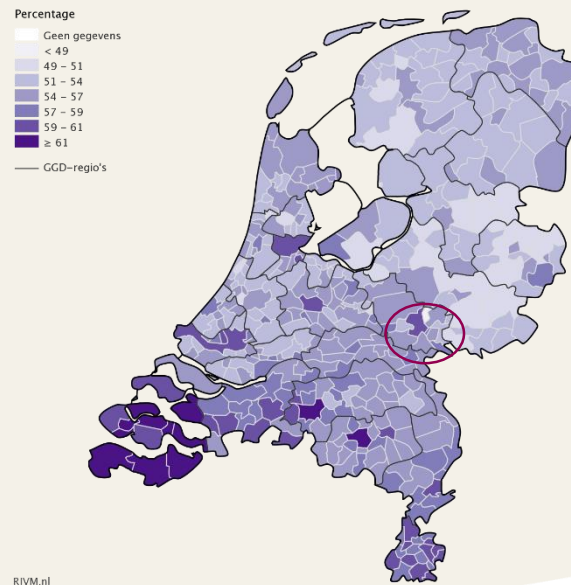 Percentage
Geen gegevens
< 49
49 – 51
51 – 54
54 – 57
57 – 59
59 – 61
≥ 61
GGD–regio's
RIVM.nl